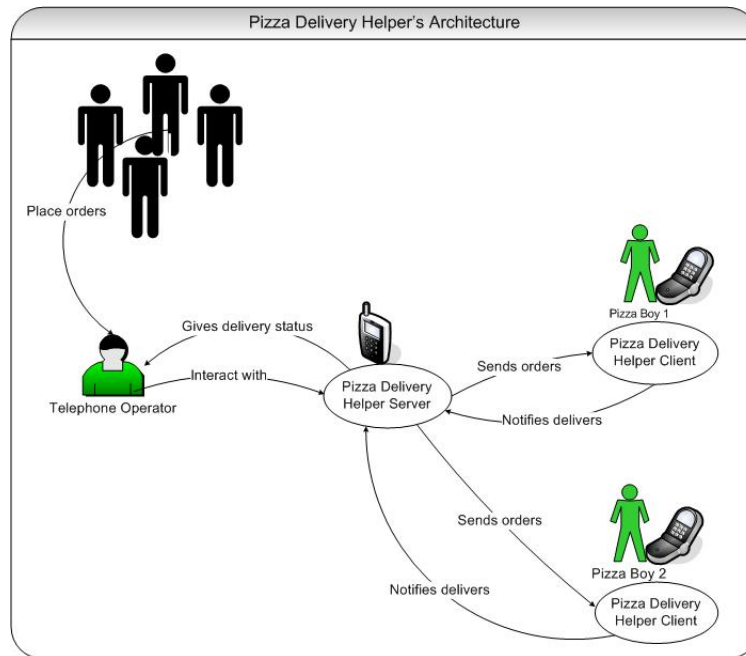 Pizza Delivery Helper's Architecture
Place orders
Gives delivery status
Interact with
Telephone Operator
Pizza Delivery
Helper Server
Sends orders
Notifies delivers
Pizza Boy 1
Pizza Delivery
Helper Client
Sends orders
Notifies delivers
Pizza Boy 2
Pizza Delivery
Helper Client